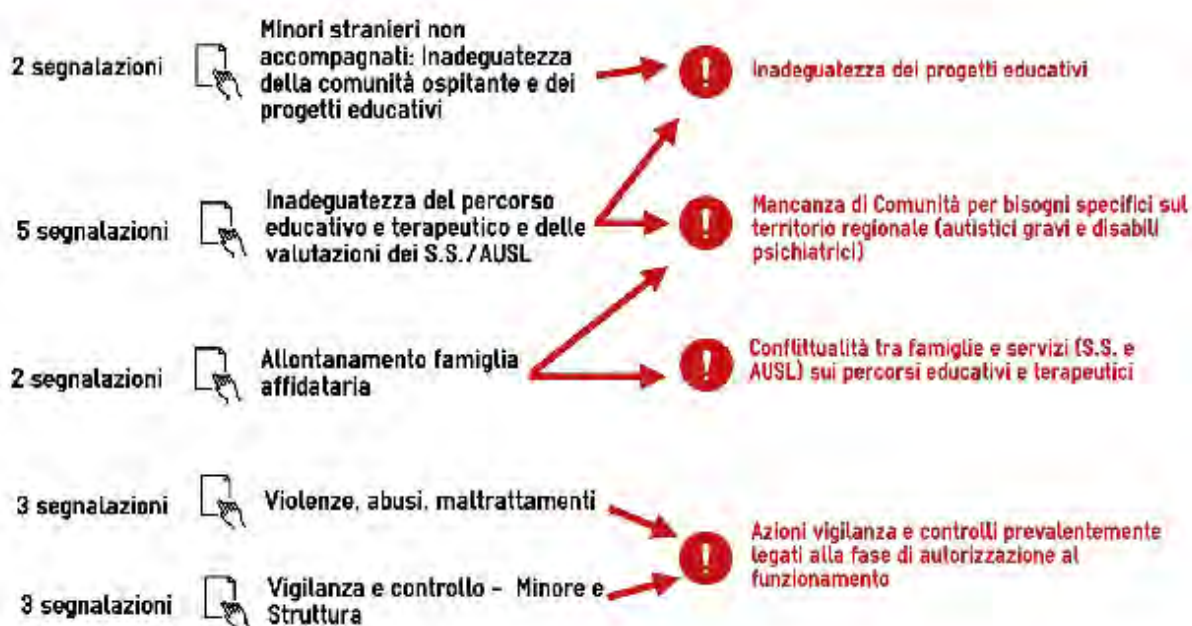 2 segnalazioni
Minori stranieri non
accompagnati: Inadeguatezza
della comunità ospitante e dei
progetti educativi
Inadeguatezza dei progetti educativi
5 segnalazioni
Inadeguatezza del percorso
educativo e terapeutico e delle
valutazioni dei S.S./AUSL
Mancanza di Comunità per bisogni specifici sul
territorio regionale (autistici gravi e disabili
psichiatrici)
2 segnalazioni
Allontanamento famiglia
affidataria
Conflittualità tra famiglie e servizi (S.S. e
AUSL) sui percorsi educativi e terapeutici
3 segnalazioni
Violenze, abusi, maltrattamenti
Azioni vigilanza e controlli prevalentemente
legati alla fase di autorizzazione al
funzionamento
3 segnalazioni
Vigilanza e controllo - Minore e
Struttura